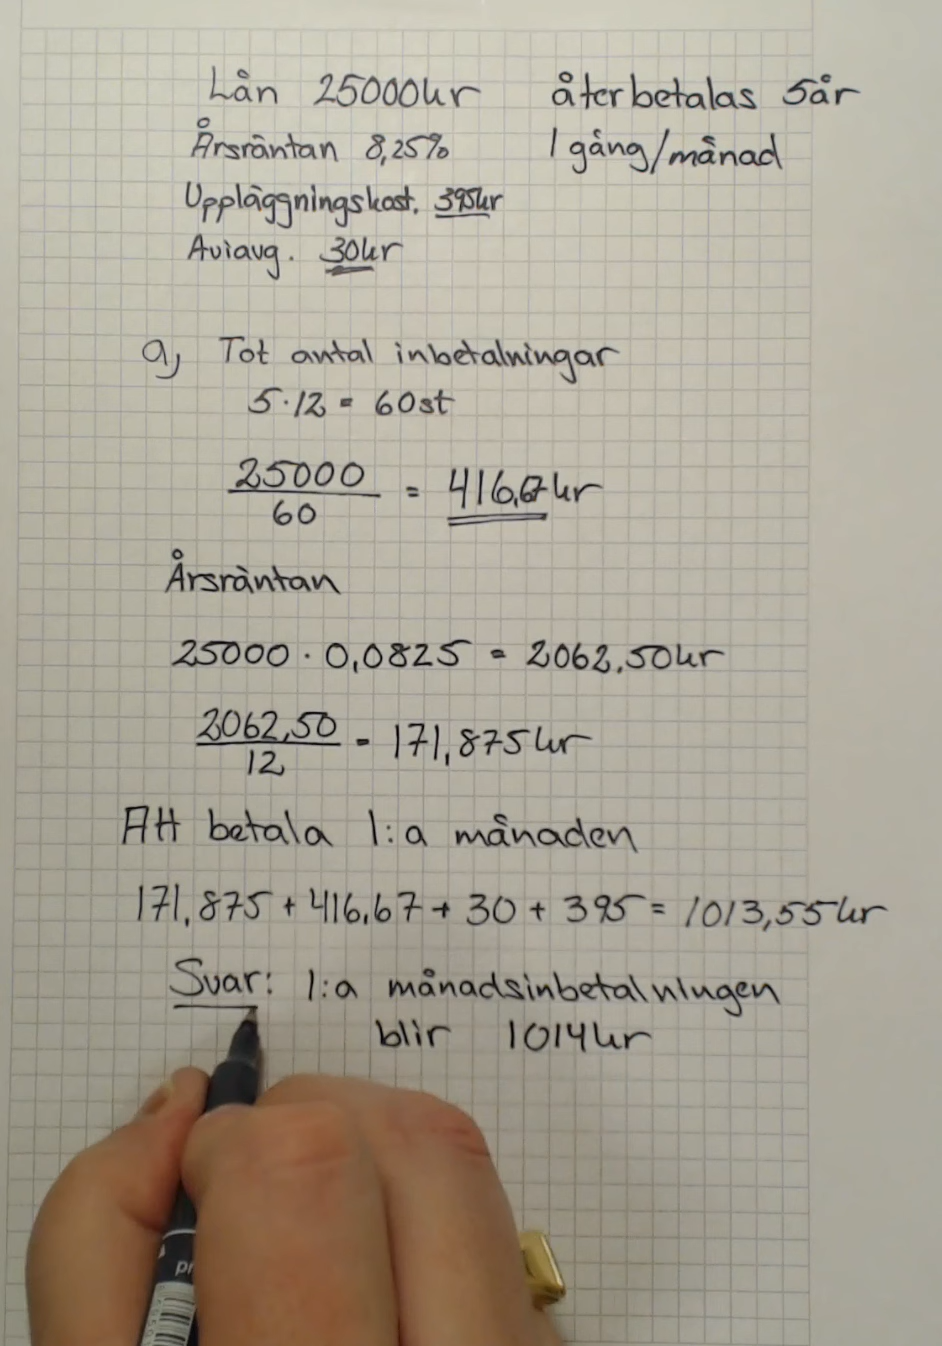 Lån 25000kr återbetalas 5år
Årsräntan 8,25% 1 gång/månad
Uppläggningskost. 395kr
Aviavg. 30kr
a) Tot antal inbetalningar
5·12 = 60st
25000/60 = 416,67kr
Årsräntan
25000 · 0,0825 = 2062,50kr
2062,50/12 = 171,875kr
Att betala 1:a månaden
171,875 + 416,67 + 30 + 395 = 1013,55kr
Svar: 1:a månadsinbetalningen
blir 1014kr